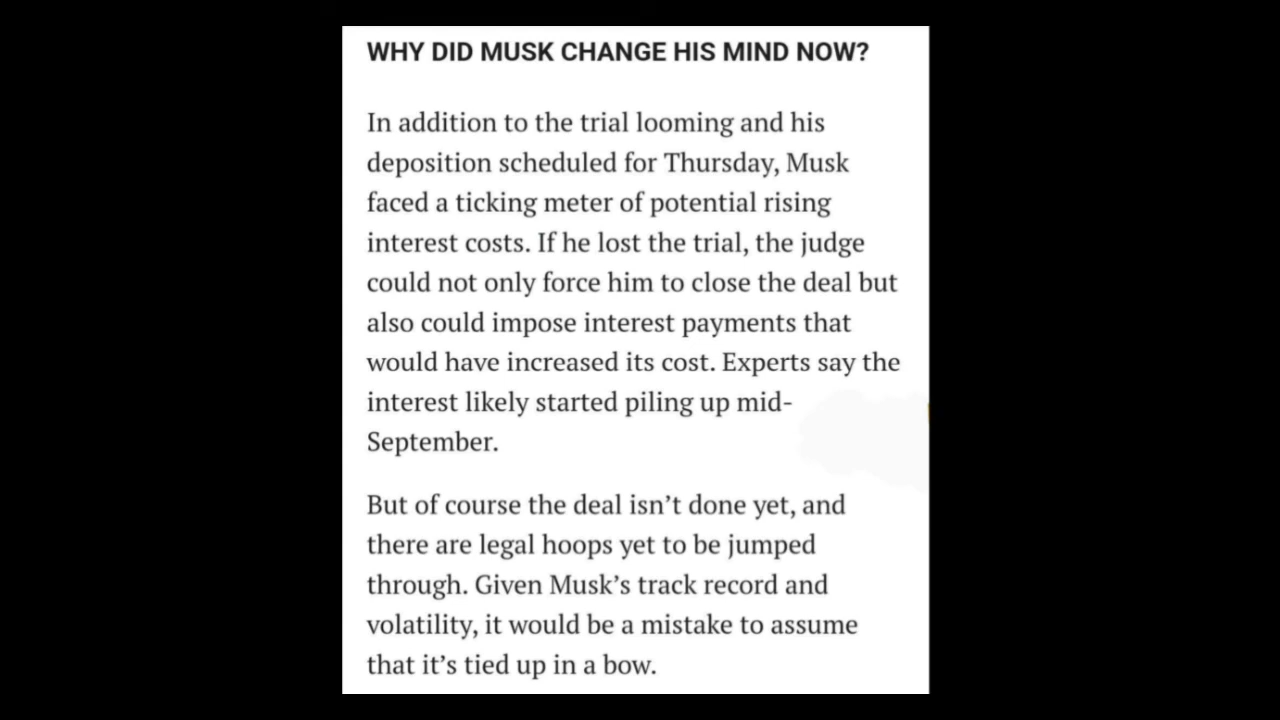 WHY DID MUSK CHANGE HIS MIND NOW?
In addition to the trial looming and his
deposition scheduled for Thursday, Musk
faced a ticking meter of potential rising
interest costs. If he lost the trial, the judge
could not only force him to close the deal but
also could impose interest payments that
would have increased its cost. Experts say the
interest likely started piling up mid-
September.
But of course the deal isn’t done yet, and
there are legal hoops yet to be jumped
through. Given Musk’s track record and
volatility, it would be a mistake to assume
that it’s tied up in a bow.